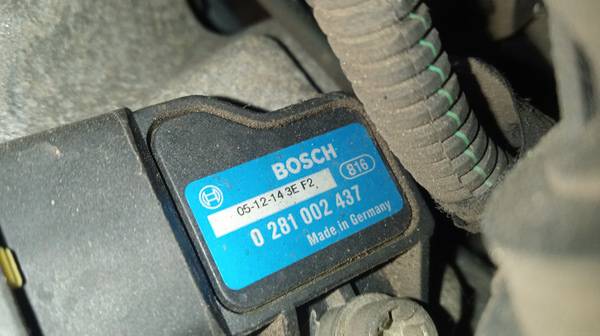 BOSCH
816
05-12-14 3E F2
0 281 002 437
Made in Germany